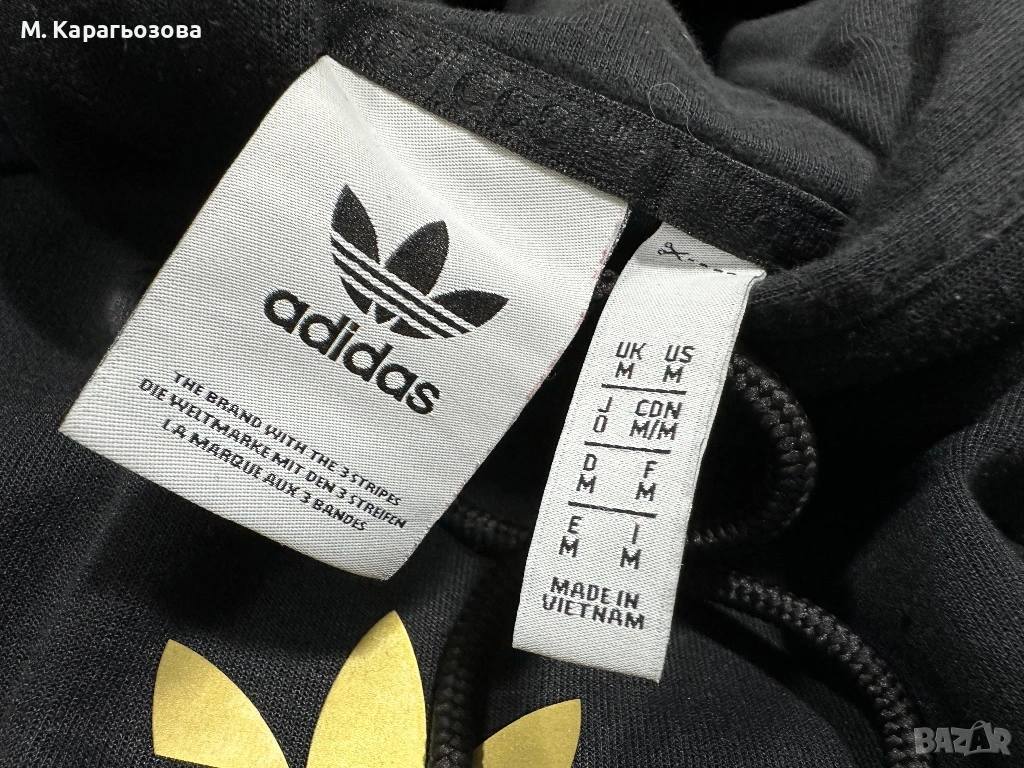 М. Карагьозова
adidas
THE BRAND WITH THE 3 STRIPES
DIE WELTMARKE MIT DEN 3 STREIFEN
LA MARQUE AUX 3 BANDES
UK US
M M
J CDN
O M/M
D F
M M
E I
M M
MADE IN
VIETNAM
BAZAR